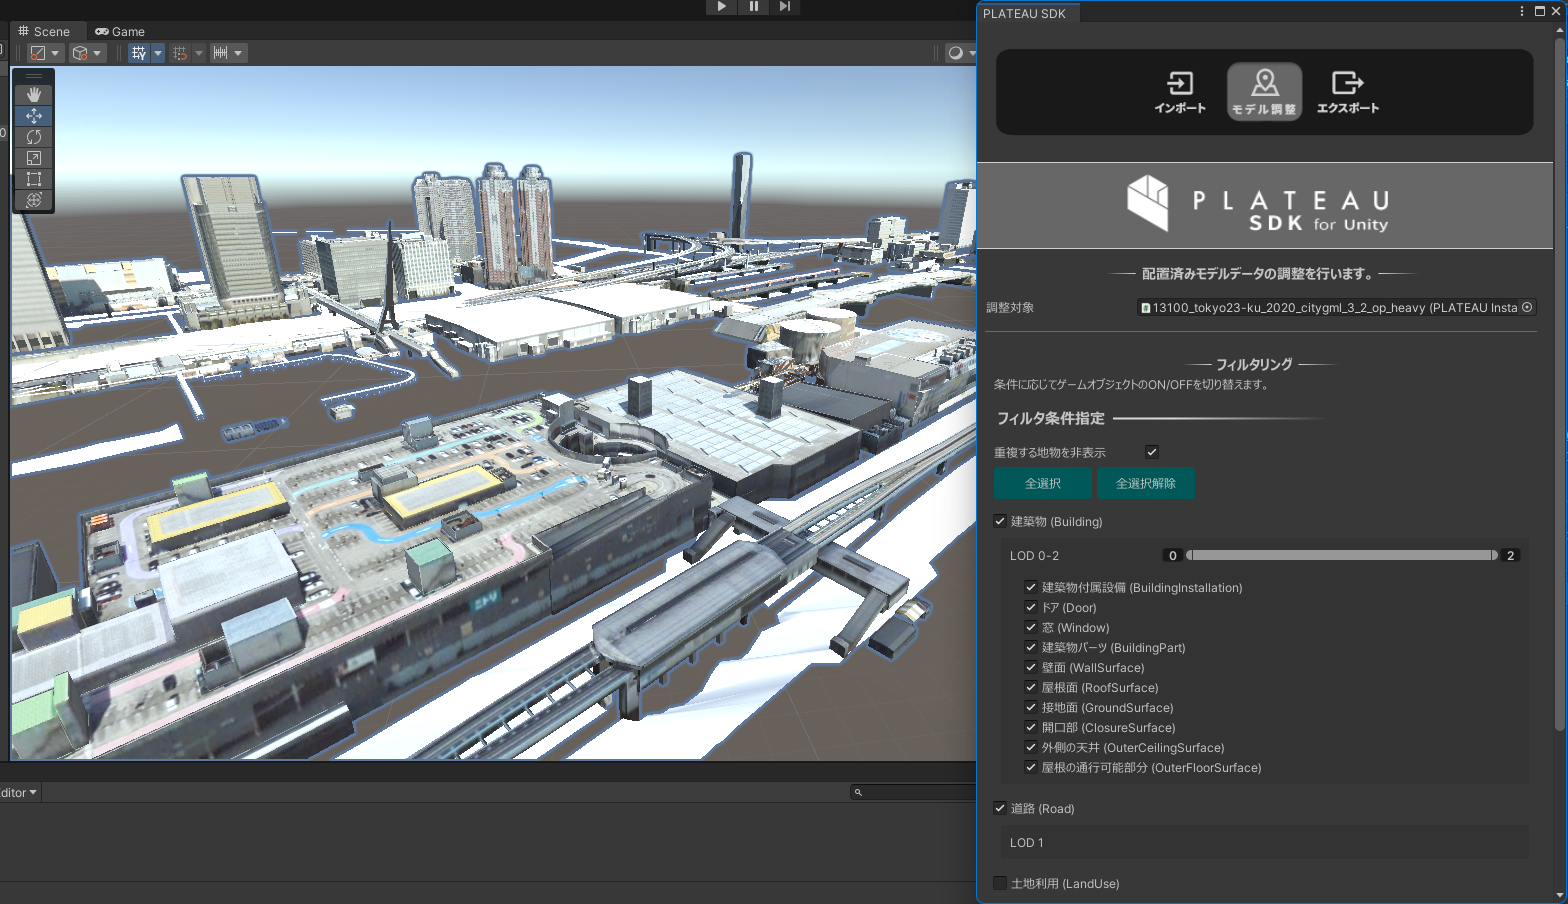 Scene
Game
ditor
ニトリ
PLATEAU SDK
インポート
モデル調整
エクスポート
PLATEAU
SDK for Unity
配置済みモデルデータの調整を行います。
調整対象
13100_tokyo23-ku_2020_citygml_3_2_op_heavy (PLATEAU Insta
フィルタリング
条件に応じてゲームオブジェクトのON/OFFを切り替えます。
フィルタ条件指定
重複する地物を非表示
全選択
全選択解除
建築物 (Building)
LOD 0-2
0
2
建築物付属設備 (BuildingInstallation)
ドア (Door)
窓 (Window)
建築物パーツ (BuildingPart)
壁面 (WallSurface)
屋根面 (RoofSurface)
接地面 (GroundSurface)
開口部 (ClosureSurface)
外側の天井 (OuterCeilingSurface)
屋根の通行可能部分 (OuterFloorSurface)
道路 (Road)
LOD 1
土地利用 (LandUse)